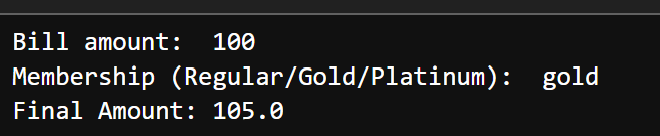 Bill amount:  100
Membership (Regular/Gold/Platinum):  gold
Final Amount: 105.0